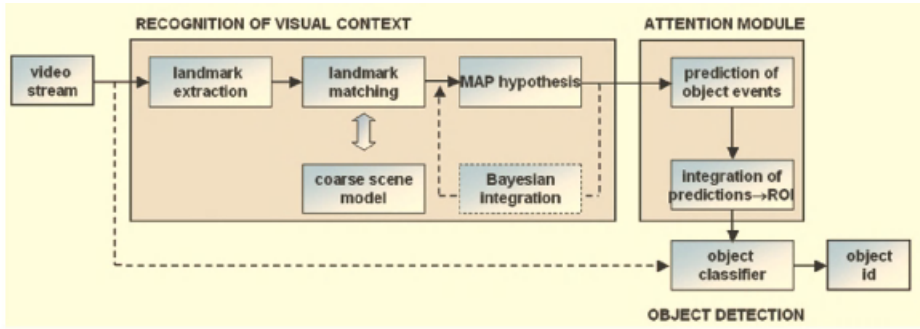 RECOGNITION OF VISUAL CONTEXT
ATTENTION MODULE
video
stream
landmark
extraction
landmark
matching
MAP hypothesis
prediction of
object events
coarse scene
model
Bayesian
integration
integration of
predictions→ROI
object
classifier
object
id
OBJECT DETECTION